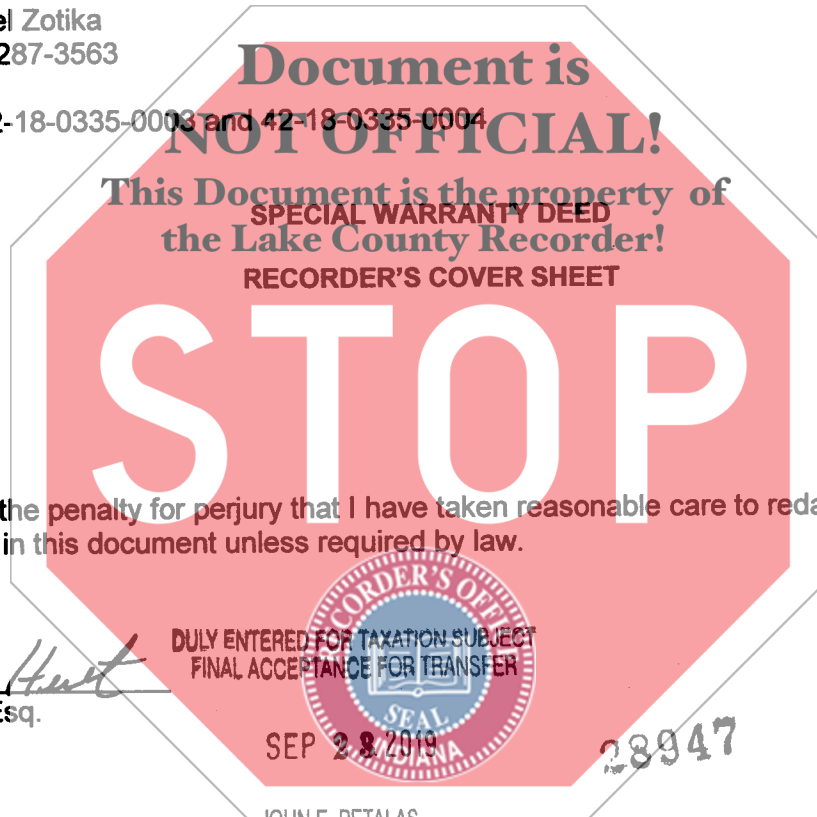 el Zotika
287-3563
Document is
2-18-0335-0003 and 42-18-0335-0004
NOT OFFICIAL!
This Document is the property of
SPECIAL WARRANTY DEED
the Lake County Recorder!
RECORDER'S COVER SHEET
STOP
the penalty for perjury that I have taken reasonable care to reda
in this document unless required by law.
RECORDER'S OFFICE
DULY ENTERED FOR TAXATION SUBJECT
FINAL ACCEPTANCE FOR TRANSFER
Esq.
SEAL
INDIANA
SEP 2019
28947
JOHN E. PETALAS